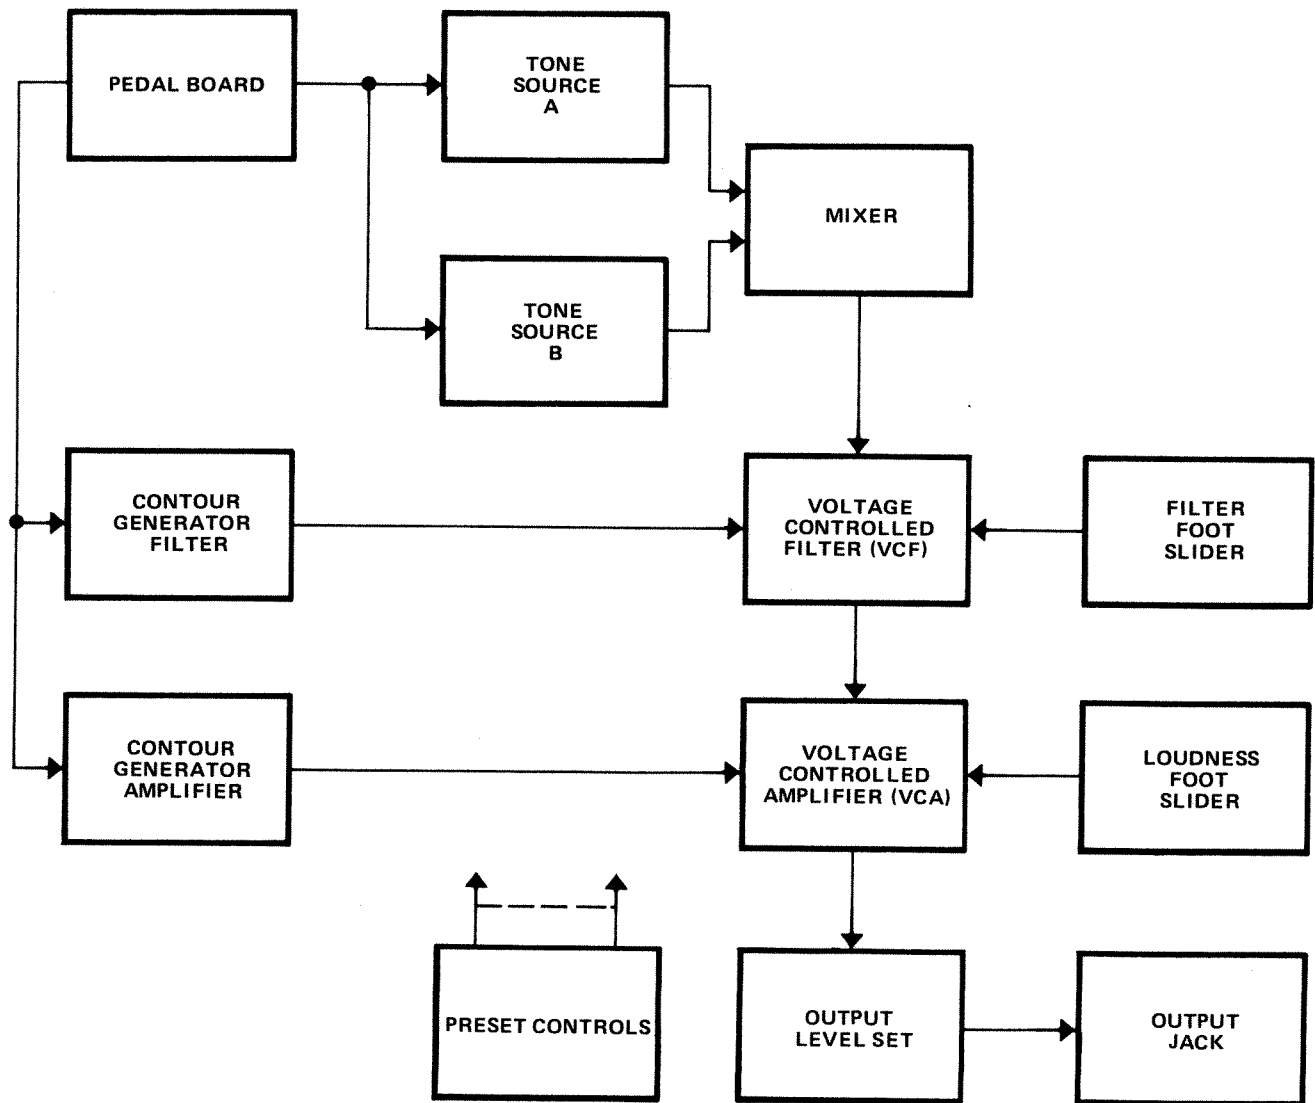 PEDAL BOARD
TONE
SOURCE
A
MIXER
TONE
SOURCE
B
CONTOUR
GENERATOR
FILTER
VOLTAGE
CONTROLLED
FILTER (VCF)
FILTER
FOOT
SLIDER
CONTOUR
GENERATOR
AMPLIFIER
VOLTAGE
CONTROLLED
AMPLIFIER (VCA)
LOUDNESS
FOOT
SLIDER
PRESET CONTROLS
OUTPUT
LEVEL SET
OUTPUT
JACK